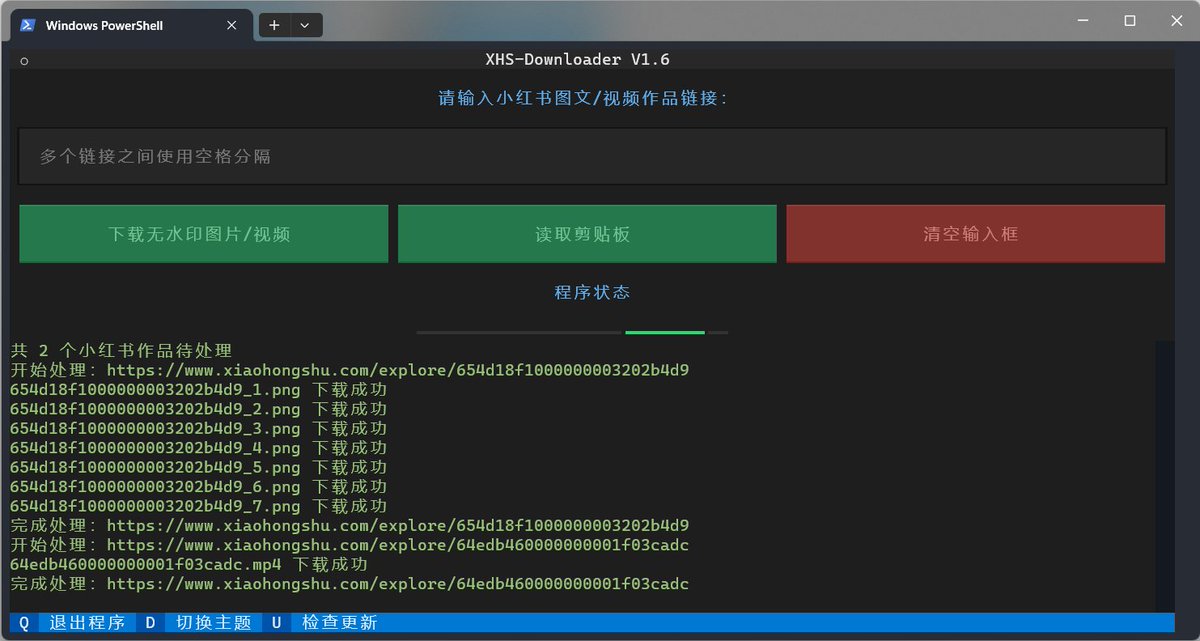 Windows PowerShell
XHS-Downloader V1.6
请输入小红书图文/视频作品链接:
多个链接之间使用空格分隔
下载无水印图片/视频 读取剪贴板 清空输入框
程序状态
共 2 个小红书作品待处理
开始处理: https://www.xiaohongshu.com/explore/654d18f1000000003202b4d9
654d18f1000000003202b4d9_1.png 下载成功
654d18f1000000003202b4d9_2.png 下载成功
654d18f1000000003202b4d9_3.png 下载成功
654d18f1000000003202b4d9_4.png 下载成功
654d18f1000000003202b4d9_5.png 下载成功
654d18f1000000003202b4d9_6.png 下载成功
654d18f1000000003202b4d9_7.png 下载成功
完成处理: https://www.xiaohongshu.com/explore/654d18f1000000003202b4d9
开始处理: https://www.xiaohongshu.com/explore/64edb460000000001f03cadc
64edb460000000001f03cadc.mp4 下载成功
完成处理: https://www.xiaohongshu.com/explore/64edb460000000001f03cadc
Q 退出程序 D 切换主题 U 检查更新